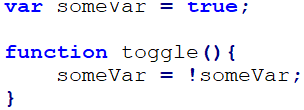 var someVar = true;
function toggle(){
    someVar = !someVar;
}